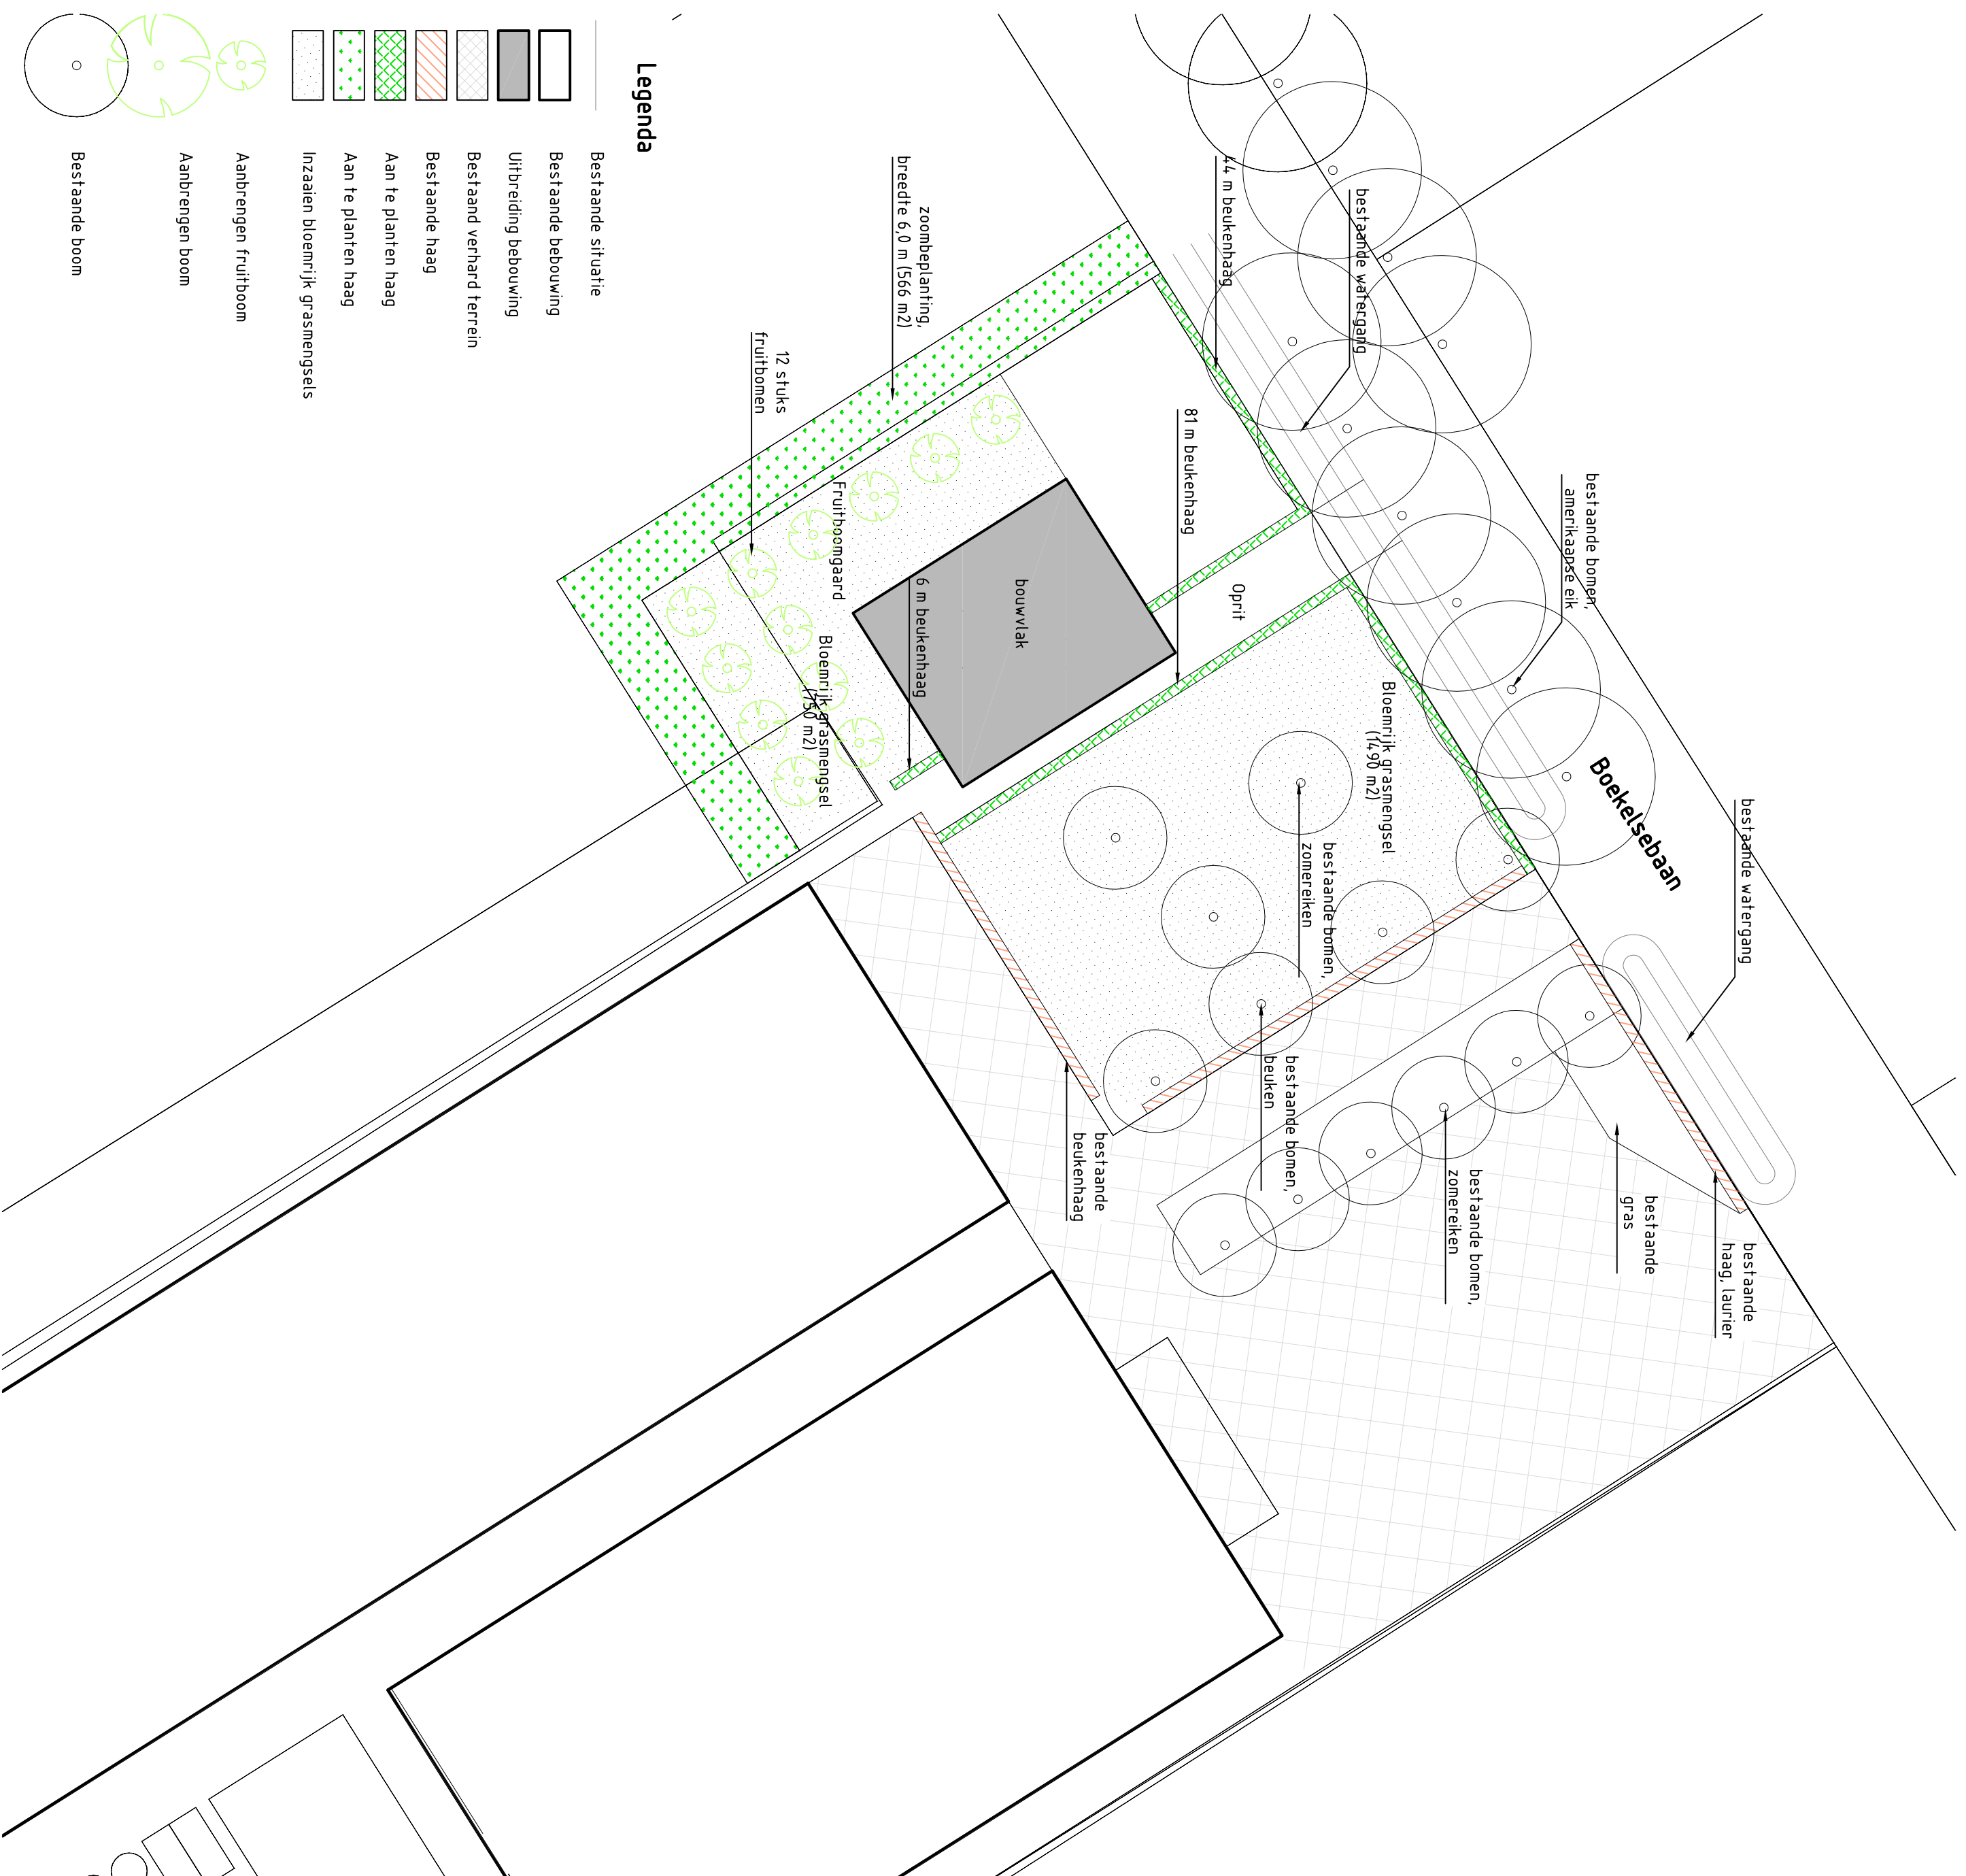 Legenda
Bestaande situatie
Bestaande bebouwing
Uitbreiding bebouwing
Bestaand verhard terrein
Bestaande haag
Aan te planten haag
Aan te planten haag
Inzaaien bloemrijk grasmengsels
Aanbrengen fruitboom
Aanbrengen boom
Bestaande boom
zoombeplanting,
breedte 6,0 m (566 m2)
12 stuks
fruitbomen
44 m beukenhaag
bestaande watergang
81 m beukenhaag
bestaande bomen,
amerikaanse eik
Fruitboomgaard
bouwvlak
6 m beukenhaag
Oprit
Bloemrijk grasmengsel
(750 m2)
Bloemrijk grasmengsel
(1490 m2)
Boekelsebaan
bestaande watergang
bestaande bomen,
zomereiken
bestaande bomen,
beuken
bestaande
beukenhaag
bestaande bomen,
zomereiken
bestaande
gras
bestaande
haag, laurier